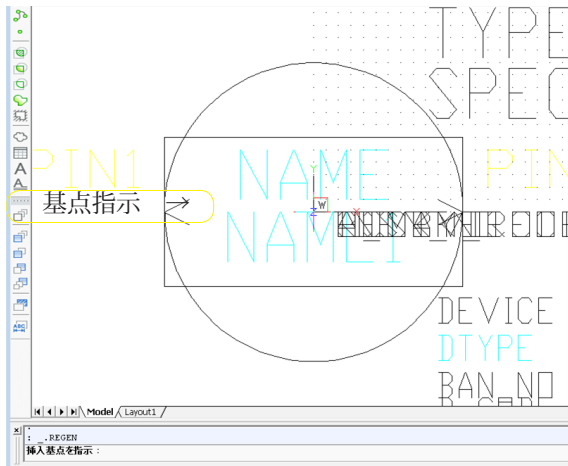 TYPE
SPEC
PIN1
NAME
PIN
基点指示
W
NAME1
DEVICE
DTYPE
BAN_NO
ABC
Model
Layout1
: _.REGEN
挿入基点を指示: